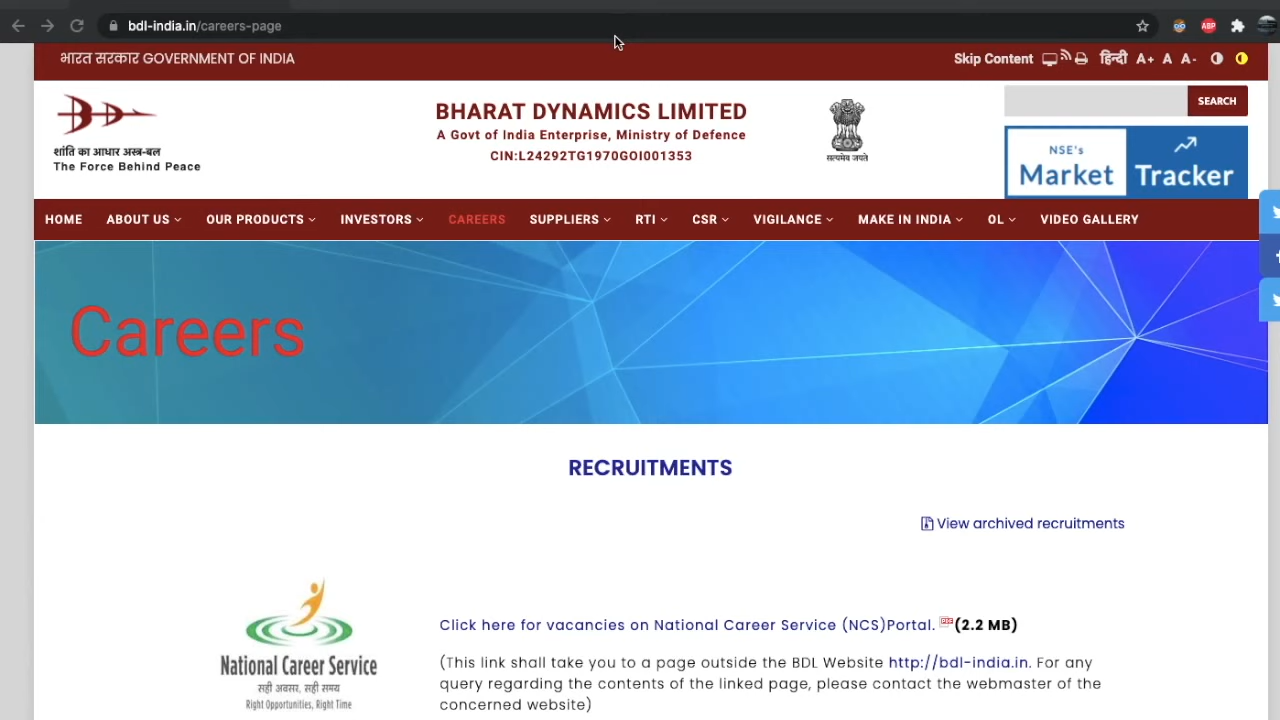 bdl-india.in/careers-page
ABP
भारत सरकार GOVERNMENT OF INDIA
Skip Content हिन्दी A+ A A-
शांति का आधार अस्त्र-बल
The Force Behind Peace
BHARAT DYNAMICS LIMITED
A Govt of India Enterprise, Ministry of Defence
CIN:L24292TG1970GOI001353
सत्यमेव जयते
SEARCH
NSE's
Market Tracker
HOME ABOUT US OUR PRODUCTS INVESTORS CAREERS SUPPLIERS RTI CSR VIGILANCE MAKE IN INDIA OL VIDEO GALLERY
Careers
RECRUITMENTS
View archived recruitments
National Career Service
सही अवसर, सही समय
Right Opportunities, Right Time
Click here for vacancies on National Career Service (NCS)Portal. PDF (2.2 MB)
(This link shall take you to a page outside the BDL Website http://bdl-india.in. For any
query regarding the contents of the linked page, please contact the webmaster of the
concerned website)